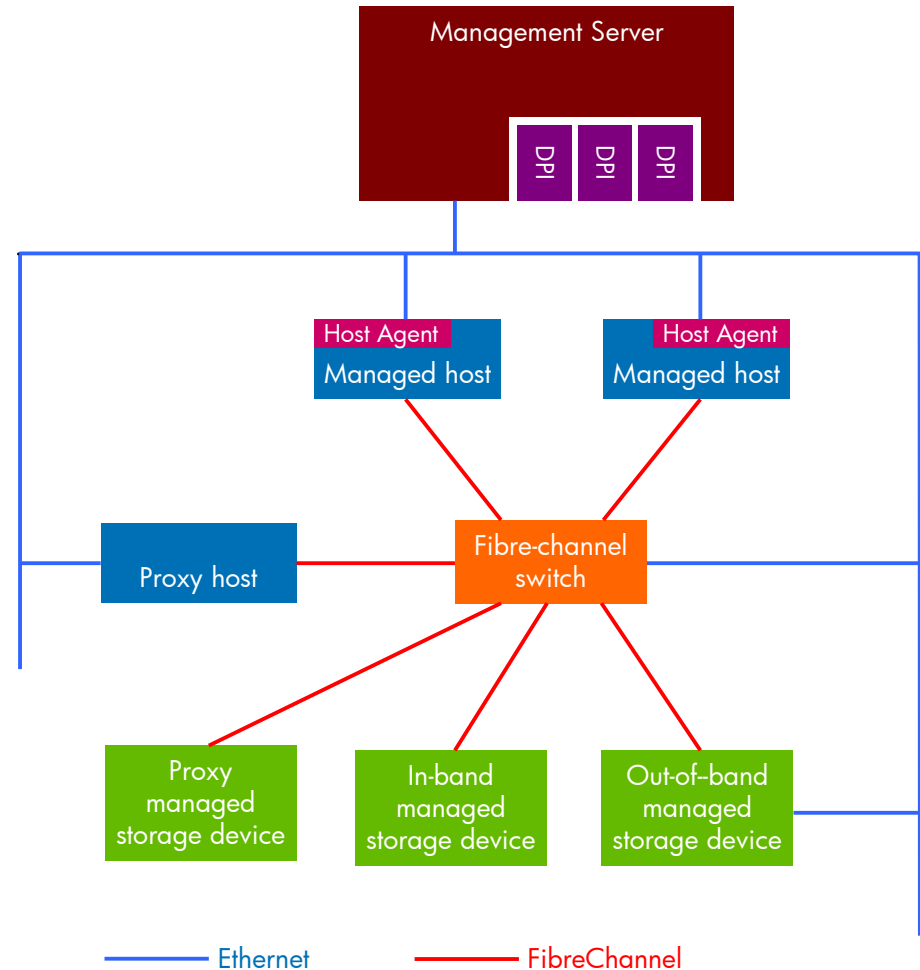 Management Server
DPI
DPI
DPI
Host Agent
Managed host
Host Agent
Managed host
Proxy host
Fibre-channel
switch
Proxy
managed
storage device
In-band
managed
storage device
Out-of--band
managed
storage device
Ethernet
FibreChannel